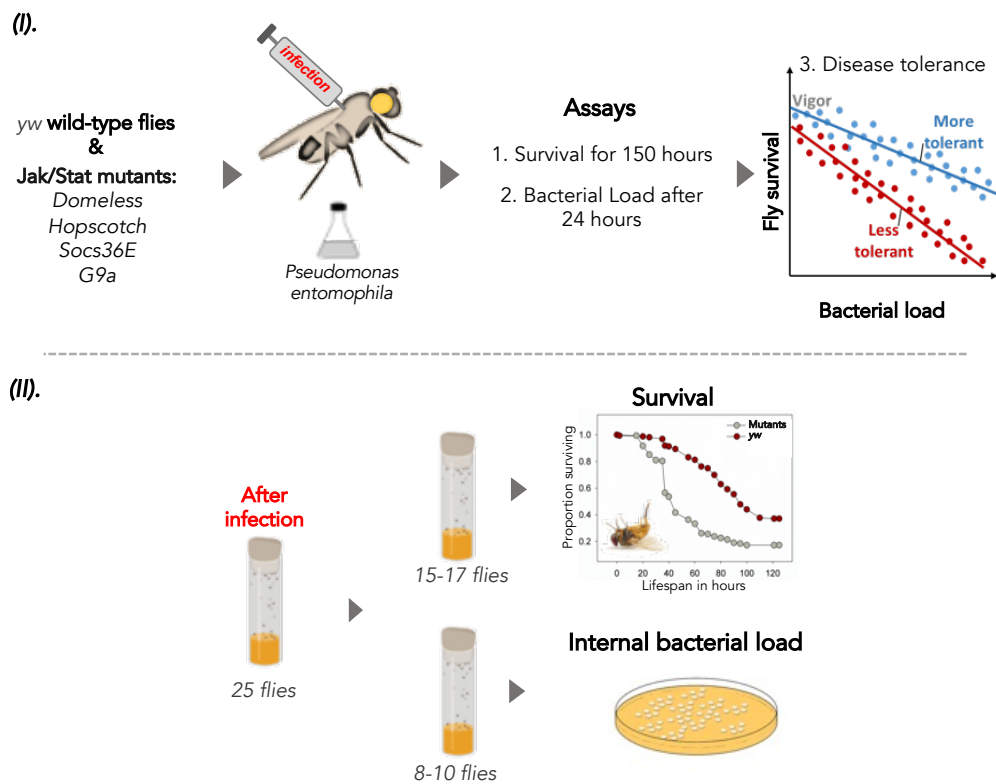 (I).
yw wild-type flies
&
Jak/Stat mutants:
Domeless
Hopscotch
Socs36E
G9a
infection
Pseudomonas
entomophila
Assays
1. Survival for 150 hours
2. Bacterial Load after
24 hours
3. Disease tolerance
Vigor
More
tolerant
Less
tolerant
Fly survival
Bacterial load
(II).
After
infection
25 flies
15-17 flies
8-10 flies
Survival
Mutants
yw
Proportion surviving
1.0
0.8
0.6
0.4
0.2
0 20 40 60 80 100 120
Lifespan in hours
Internal bacterial load